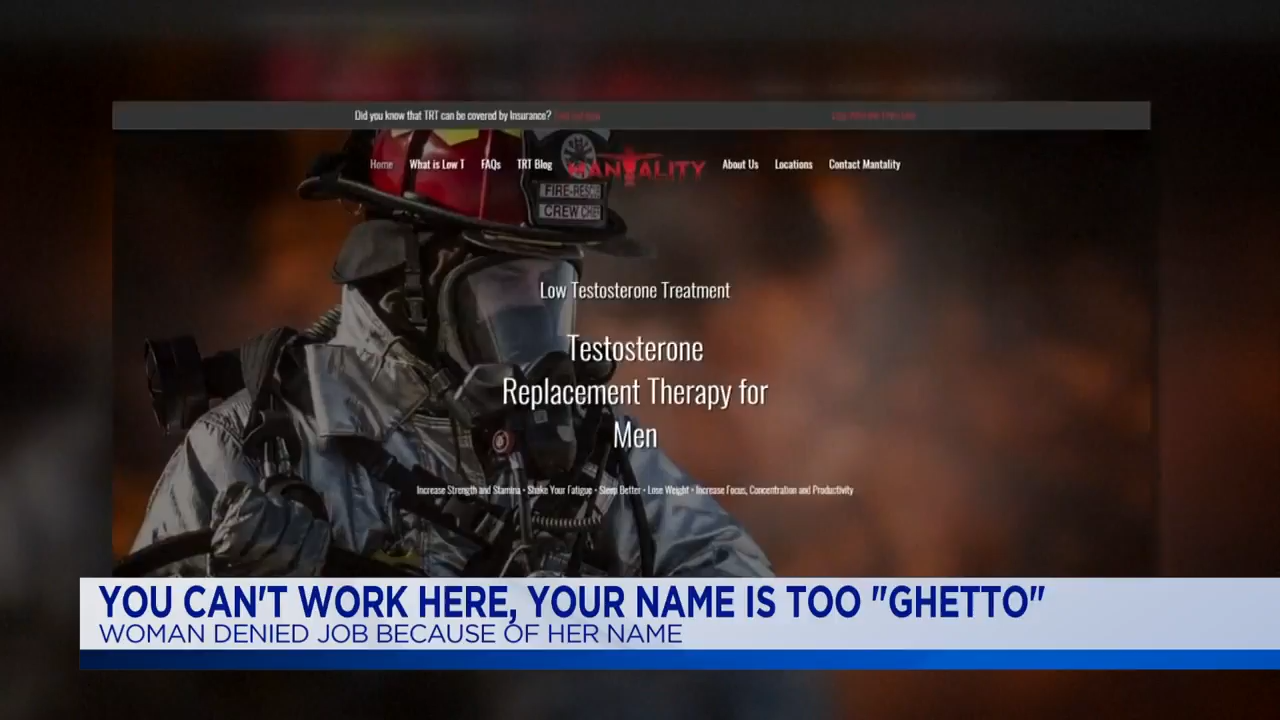 Did you know that TRT can be covered by Insurance?
Home What is Low T FAQs TRT Blog MANTALITY About Us Locations Contact Mantality
FIRE-RESC
CREW CHIEF
Low Testosterone Treatment
Testosterone
Replacement Therapy for
Men
Increase Strength and Stamina • Shake Your Fatigue • Sleep Better • Lose Weight • Increase Focus, Concentration and Productivity
YOU CAN'T WORK HERE, YOUR NAME IS TOO "GHETTO"
WOMAN DENIED JOB BECAUSE OF HER NAME